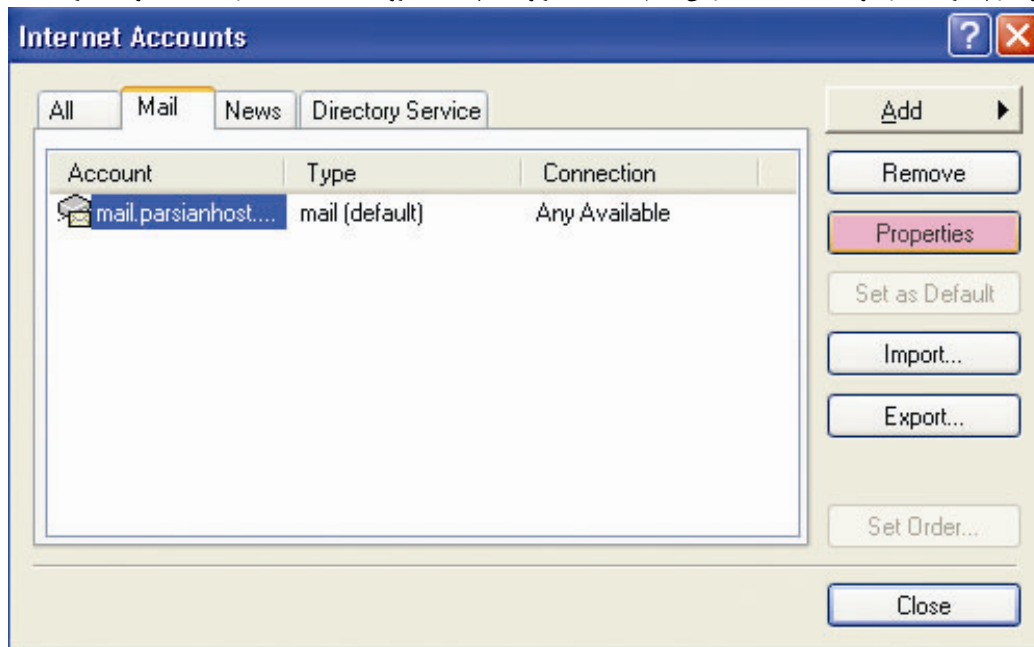 Internet Accounts
All Mail News Directory Service
Add
Account Type Connection
Remove
mail.parsianhost.... mail (default) Any Available
Properties
Set as Default
Import...
Export...
Set Order...
Close